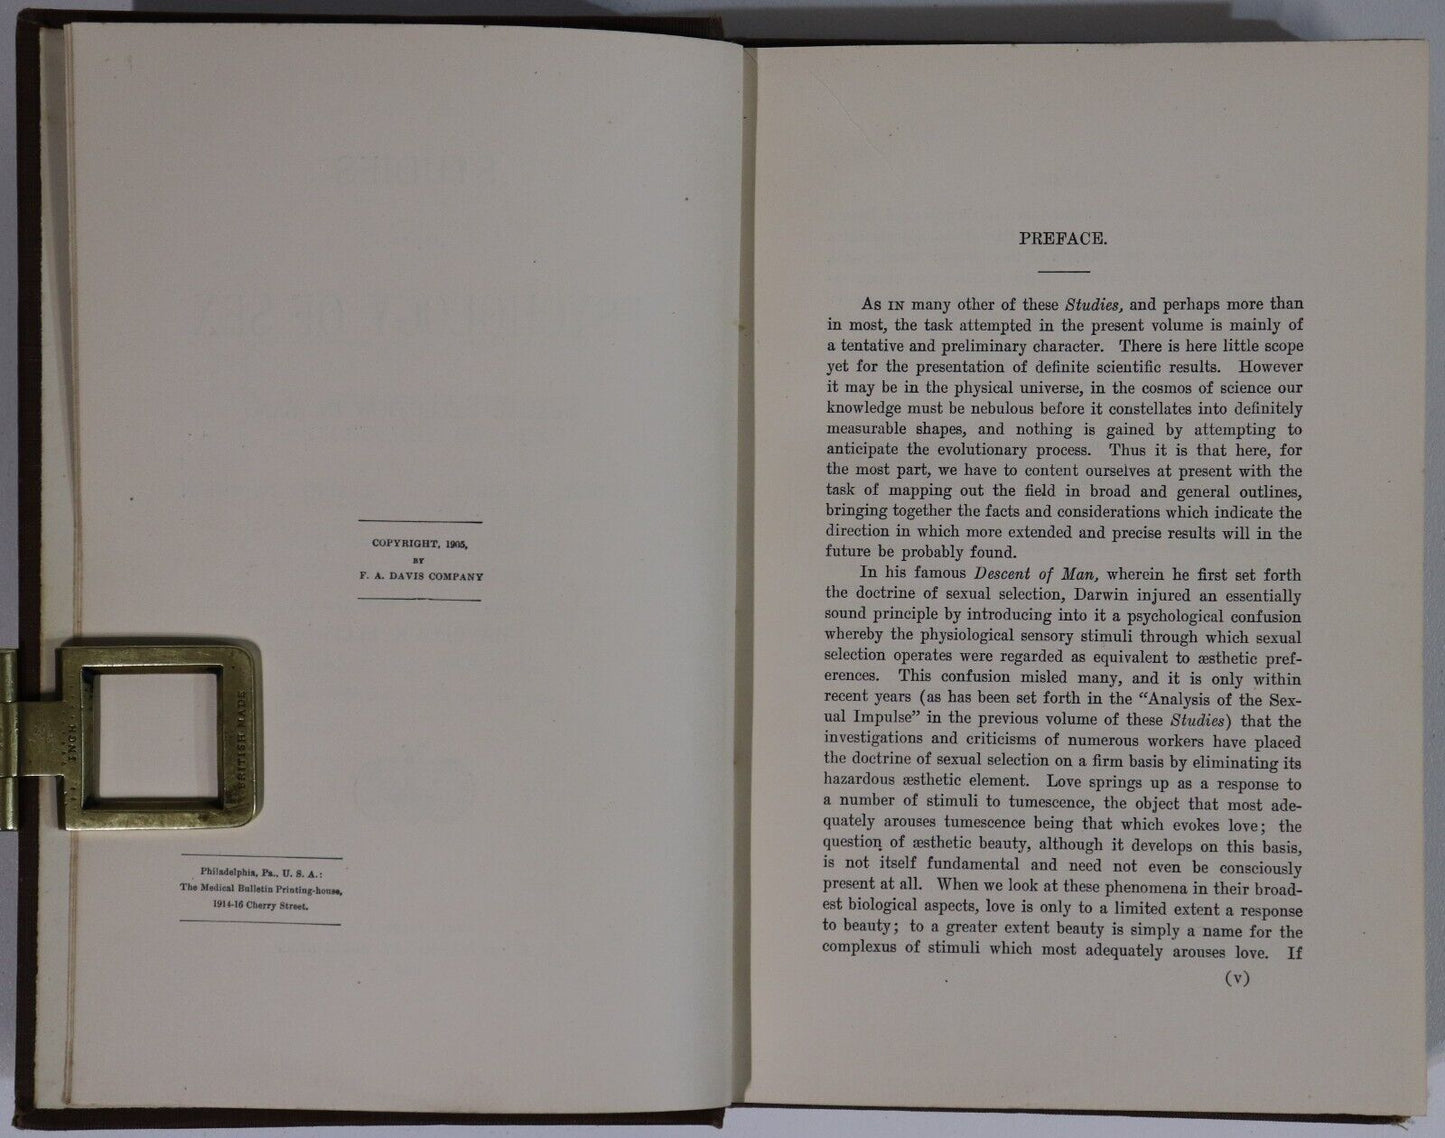 COPYRIGHT, 1905,
BY
F. A. DAVIS COMPANY
INCH
BRITISH MADE
Philadelphia, Pa., U. S. A.:
The Medical Bulletin Printing-house,
1914-16 Cherry Street.
PREFACE.
As in many other of these Studies, and perhaps more than
in most, the task attempted in the present volume is mainly of
a tentative and preliminary character. There is here little scope
yet for the presentation of definite scientific results. However
it may be in the physical universe, in the cosmos of science our
knowledge must be nebulous before it constellates into definitely
measurable shapes, and nothing is gained by attempting to
anticipate the evolutionary process. Thus it is that here, for
the most part, we have to content ourselves at present with the
task of mapping out the field in broad and general outlines,
bringing together the facts and considerations which indicate the
direction in which more extended and precise results will in the
future be probably found.
In his famous Descent of Man, wherein he first set forth
the doctrine of sexual selection, Darwin injured an essentially
sound principle by introducing into it a psychological confusion
whereby the physiological sensory stimuli through which sexual
selection operates were regarded as equivalent to æsthetic pref-
erences. This confusion misled many, and it is only within
recent years (as has been set forth in the “Analysis of the Sex-
ual Impulse” in the previous volume of these Studies) that the
investigations and criticisms of numerous workers have placed
the doctrine of sexual selection on a firm basis by eliminating its
hazardous æsthetic element. Love springs up as a response to
a number of stimuli to tumescence, the object that most ade-
quately arouses tumescence being that which evokes love; the
question of æsthetic beauty, although it develops on this basis,
is not itself fundamental and need not even be consciously
present at all. When we look at these phenomena in their broad-
est biological aspects, love is only to a limited extent a response
to beauty; to a greater extent beauty is simply a name for the
complexus of stimuli which most adequately arouses love. If
(v)